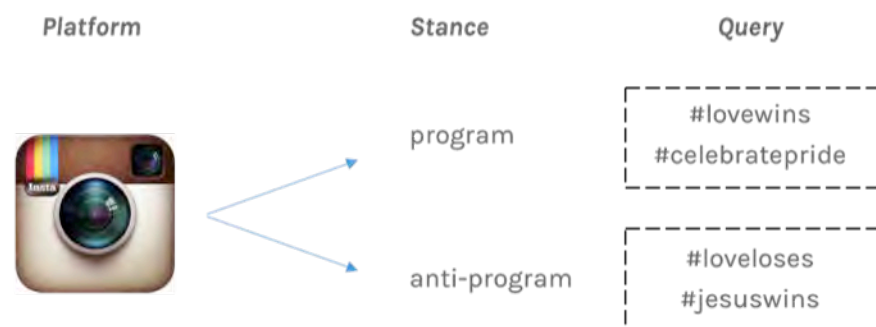 Platform Stance Query
#lovewins
program
#celebratepride
Insta
#loveloses
anti-program
#jesuswins